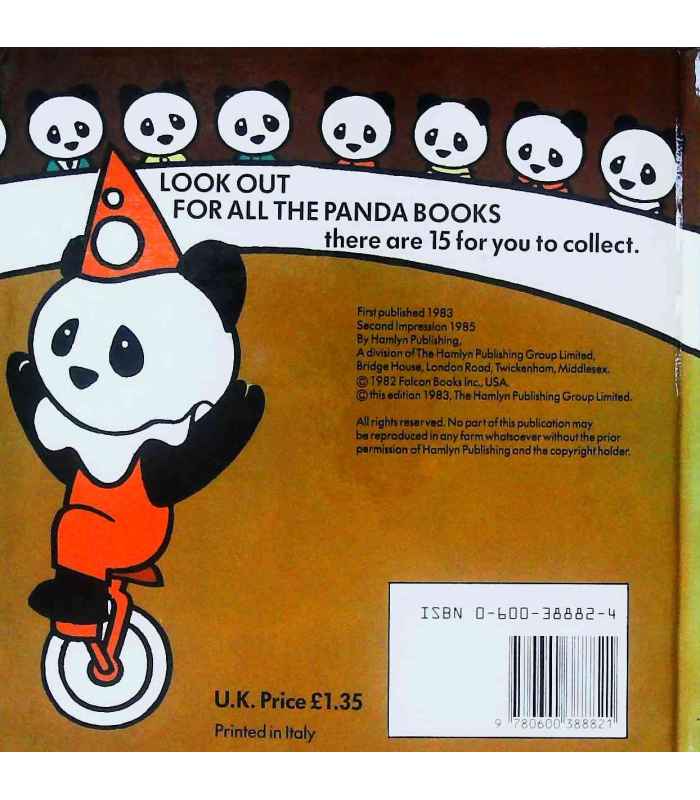 LOOK OUT
FOR ALL THE PANDA BOOKS
there are 15 for you to collect.
First published 1983
Second Impression 1985
By Hamlyn Publishing,
A division of The Hamlyn Publishing Group Limited,
Bridge House, London Road, Twickenham, Middlesex.
© 1982 Falcon Books Inc., USA.
© this edition 1983, The Hamlyn Publishing Group Limited.
All rights reserved. No part of this publication may
be reproduced in any form whatsoever without the prior
permission of Hamlyn Publishing and the copyright holder.
ISBN 0-600-38882-4
9 780600 388821
U.K. Price £1.35
Printed in Italy